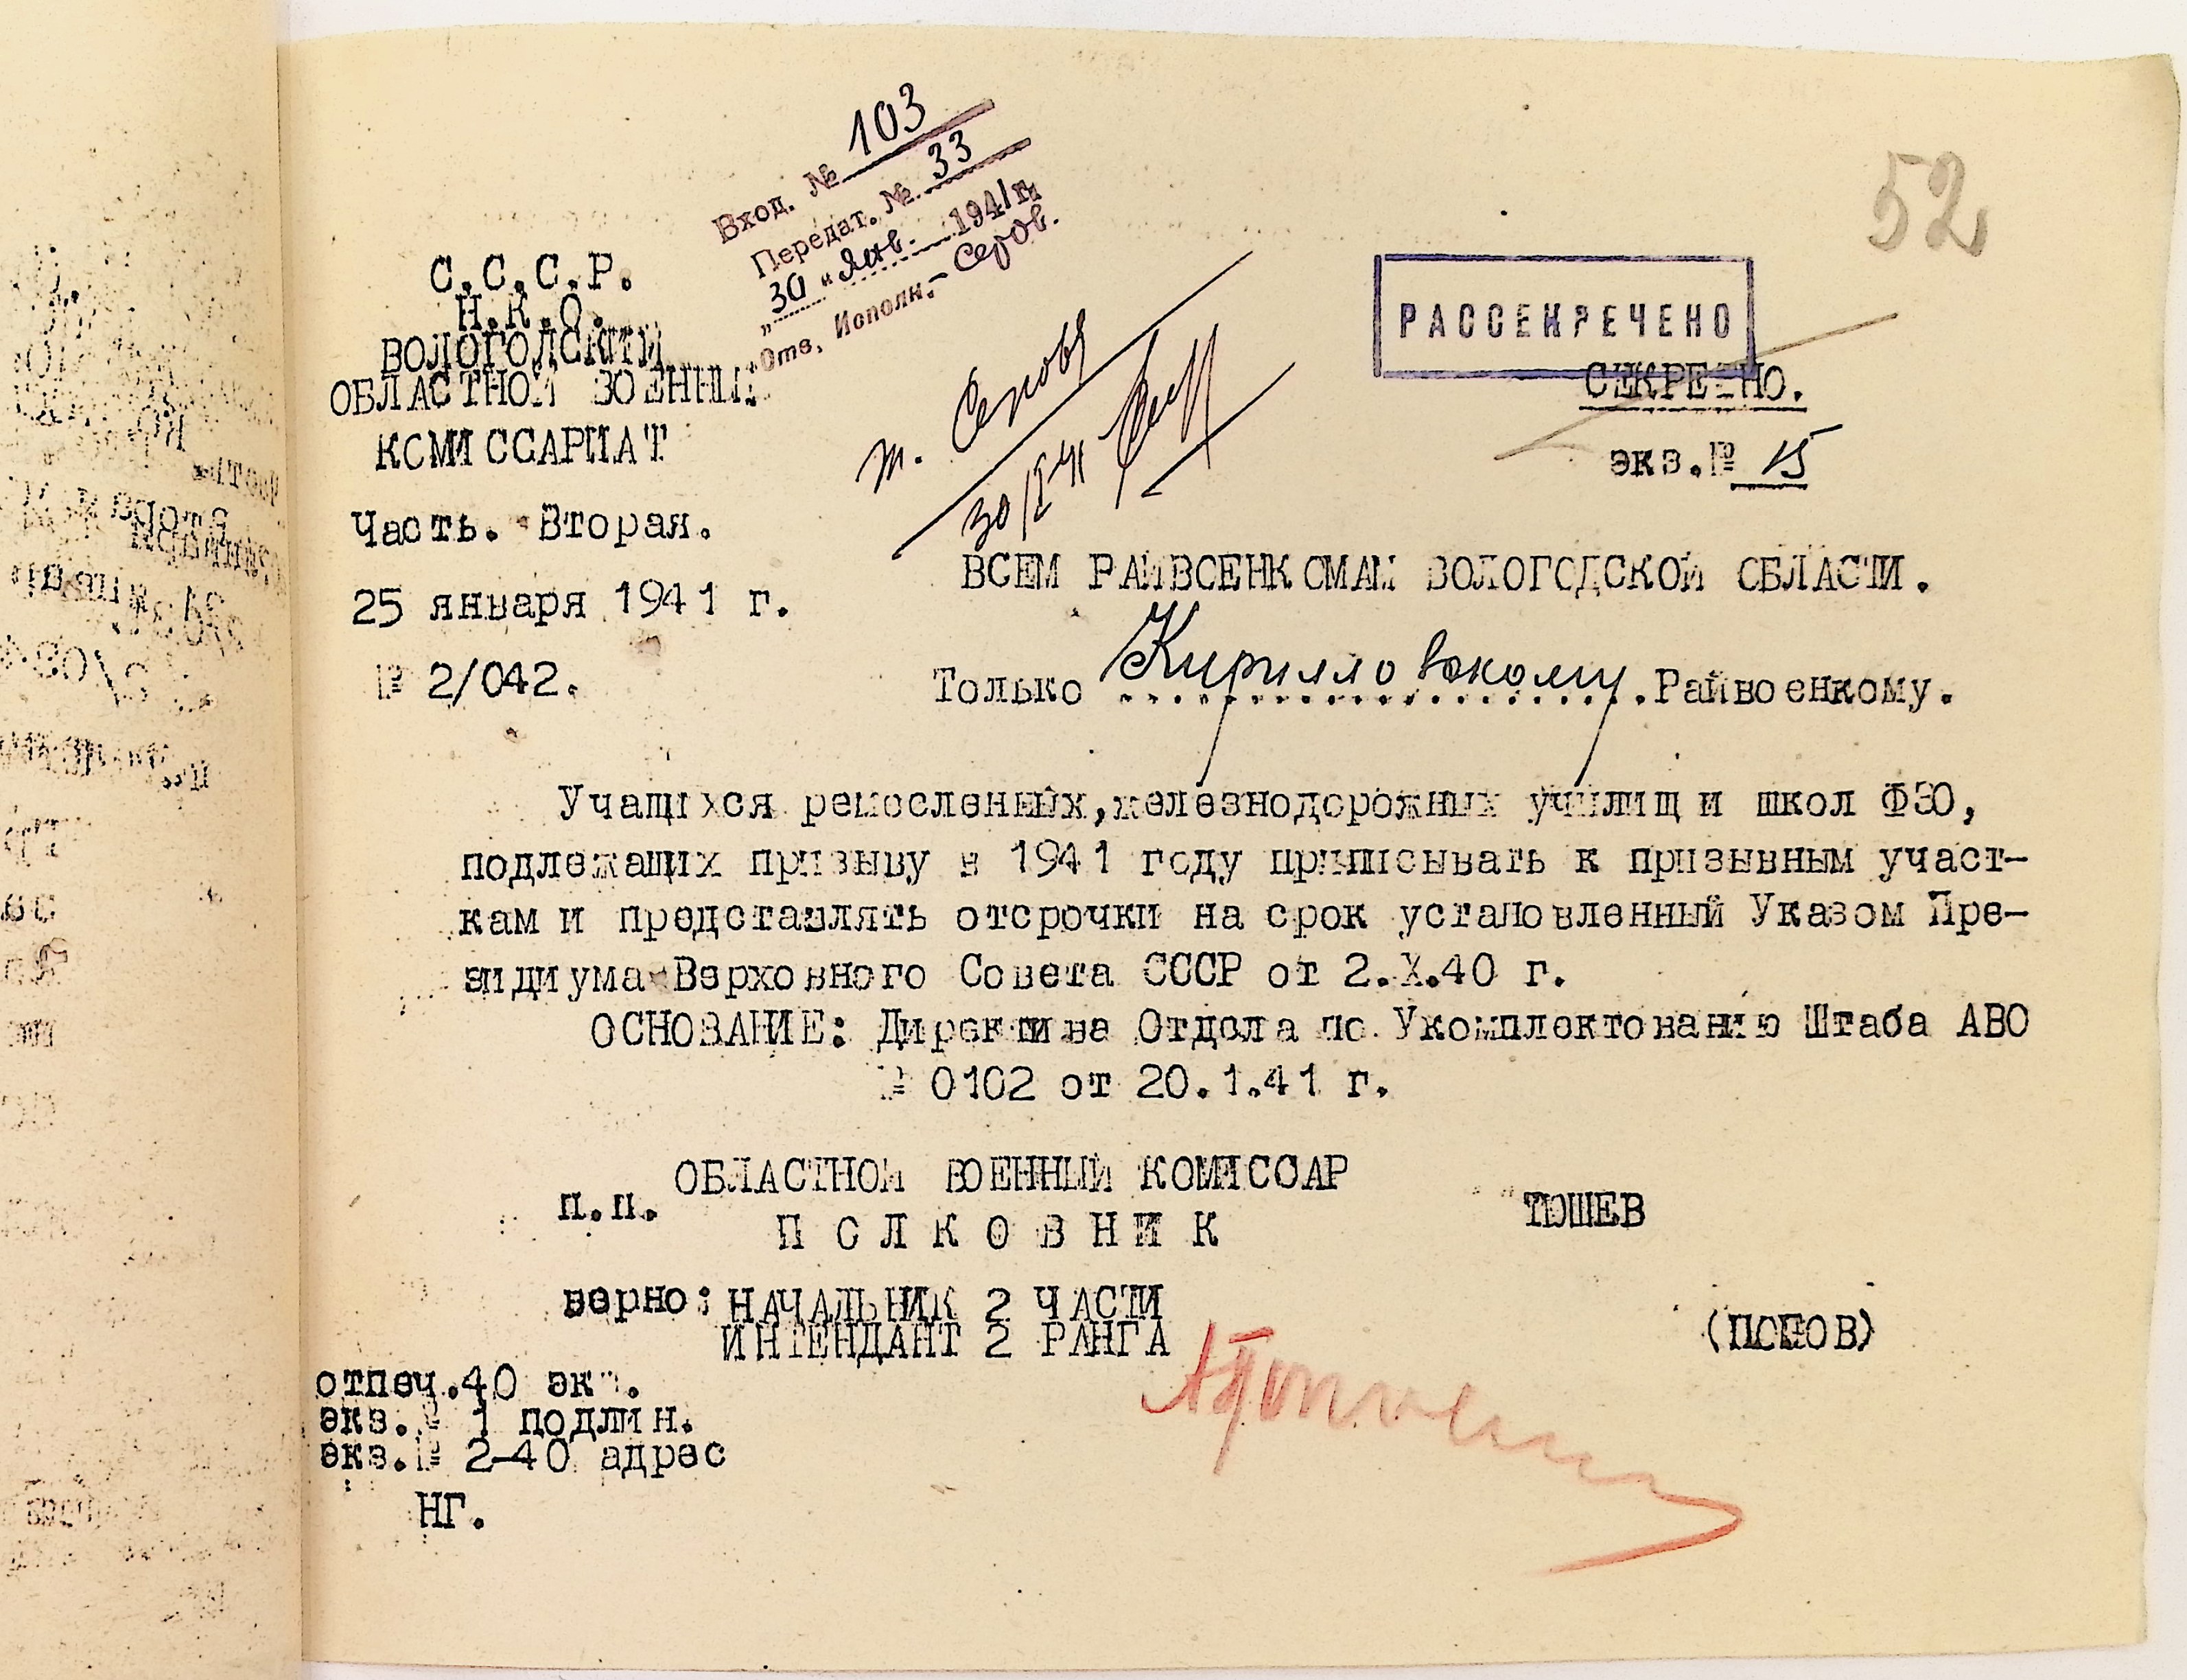 52
Вход. № 103
Передат. № 33
"30" Янв. 1941г.
Отв. Исполн. - Серов.
С.С.С.Р.
Н.К.О.
ВОЛОГОДСКИЙ
ОБЛАСТНОЙ ВОЕННЫЙ
КОМИССАРИАТ
Часть. Вторая.
25 января 1941 г.
№ 2/042.
т. Серову
30/I-41
РАССЕКРЕЧЕНО
СЕКРЕТНО.
экз.№ 15
ВСЕМ РАЙВОЕНКОМАМ ВОЛОГОДСКОЙ ОБЛАСТИ.
Только Кирилловскому Райвоенкому.
Учащихся ремесленных,железнодорожных училищ и школ ФЗО,
подлежащих призыву в 1941 году приписывать к призывным участ-
кам и представлять отсрочки на срок установленный Указом Пре-
зидиума Верховного Совета СССР от 2.X.40 г.
ОСНОВАНИЕ: Директива Отдела по Укомплектованию Штаба АВО
№ 0102 от 20.1.41 г.
ОБЛАСТНОЙ ВОЕННЫЙ КОМИССАР
п.п.
ПОЛКОВНИК
ТЮШЕВ
верно: НАЧАЛЬНИК 2 ЧАСТИ
ИНТЕНДАНТ 2 РАНГА
(ПОПОВ)
отпеч.40 экз.
экз.№ 1 подлин.
экз.№ 2-40 адрес
НГ.